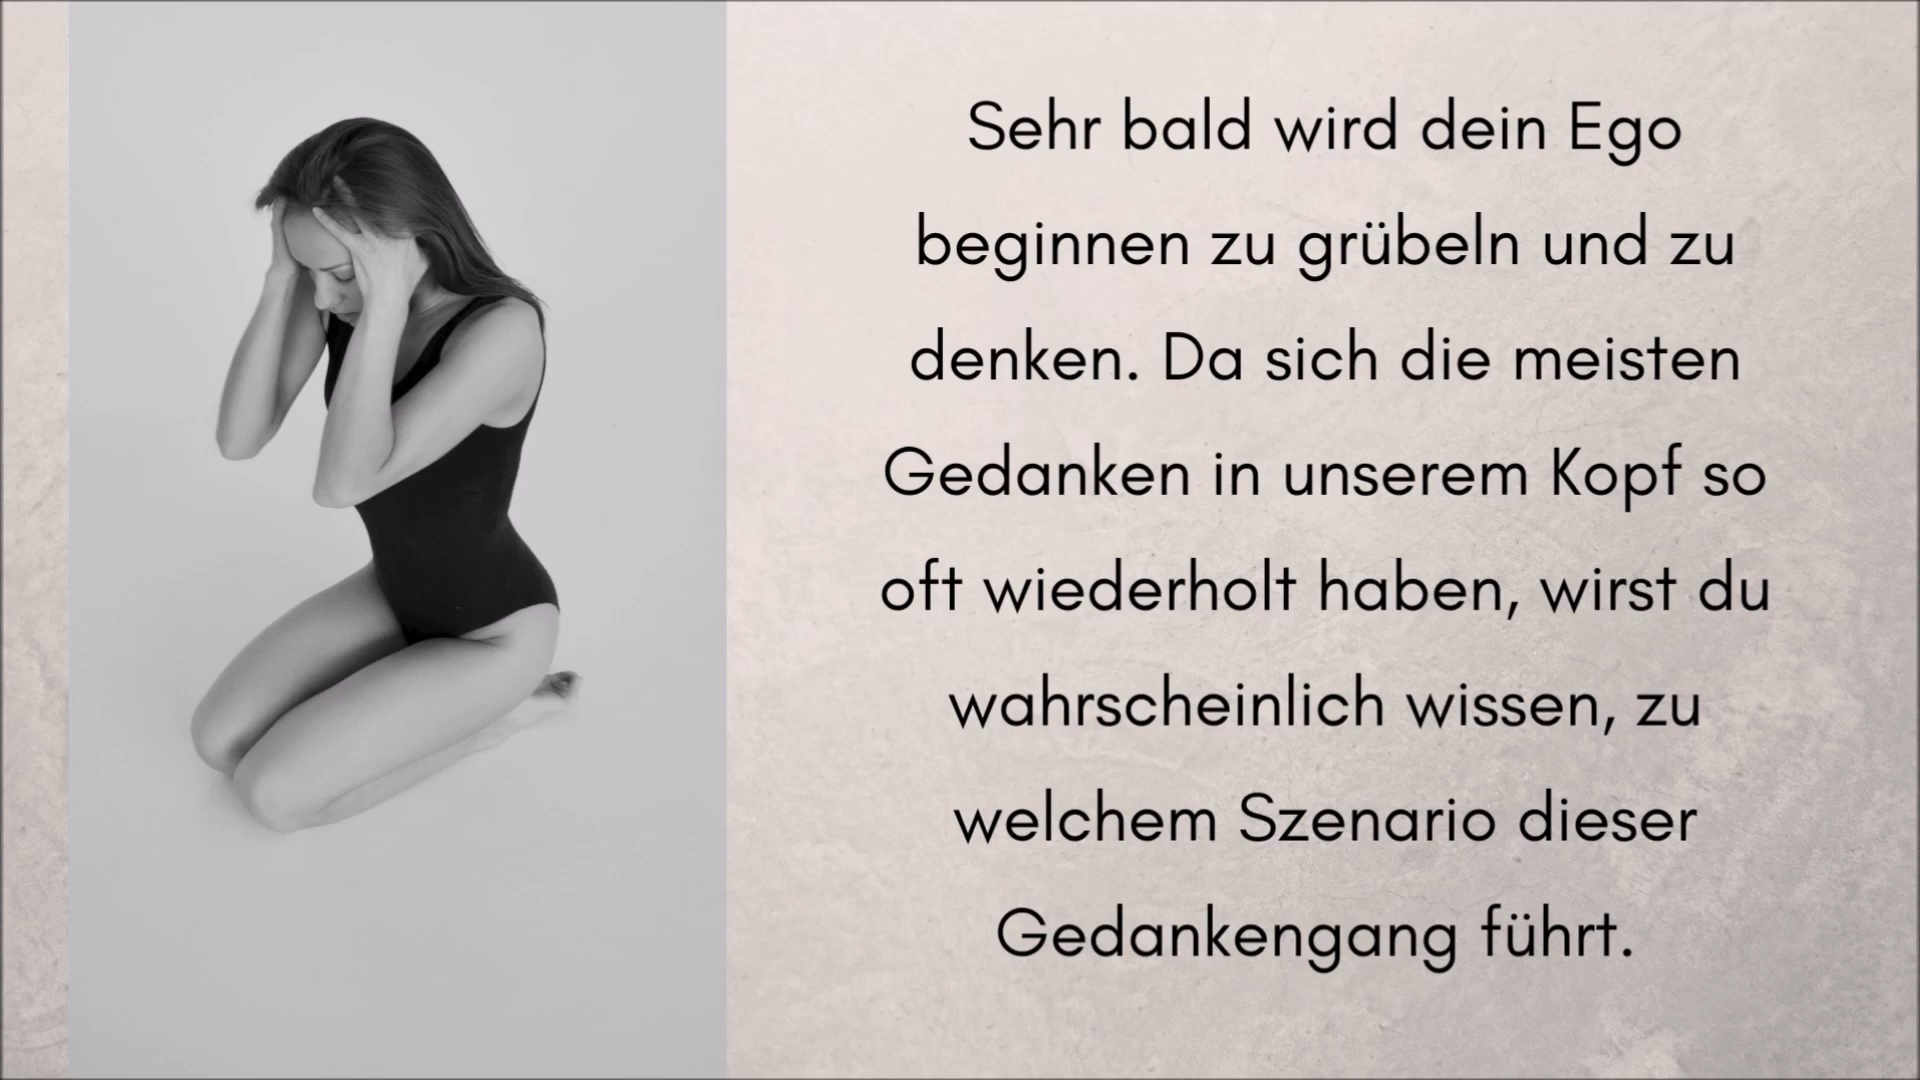 Sehr bald wird dein Ego
beginnen zu grübeln und zu
denken. Da sich die meisten
Gedanken in unserem Kopf so
oft wiederholt haben, wirst du
wahrscheinlich wissen, zu
welchem Szenario dieser
Gedankengang führt.